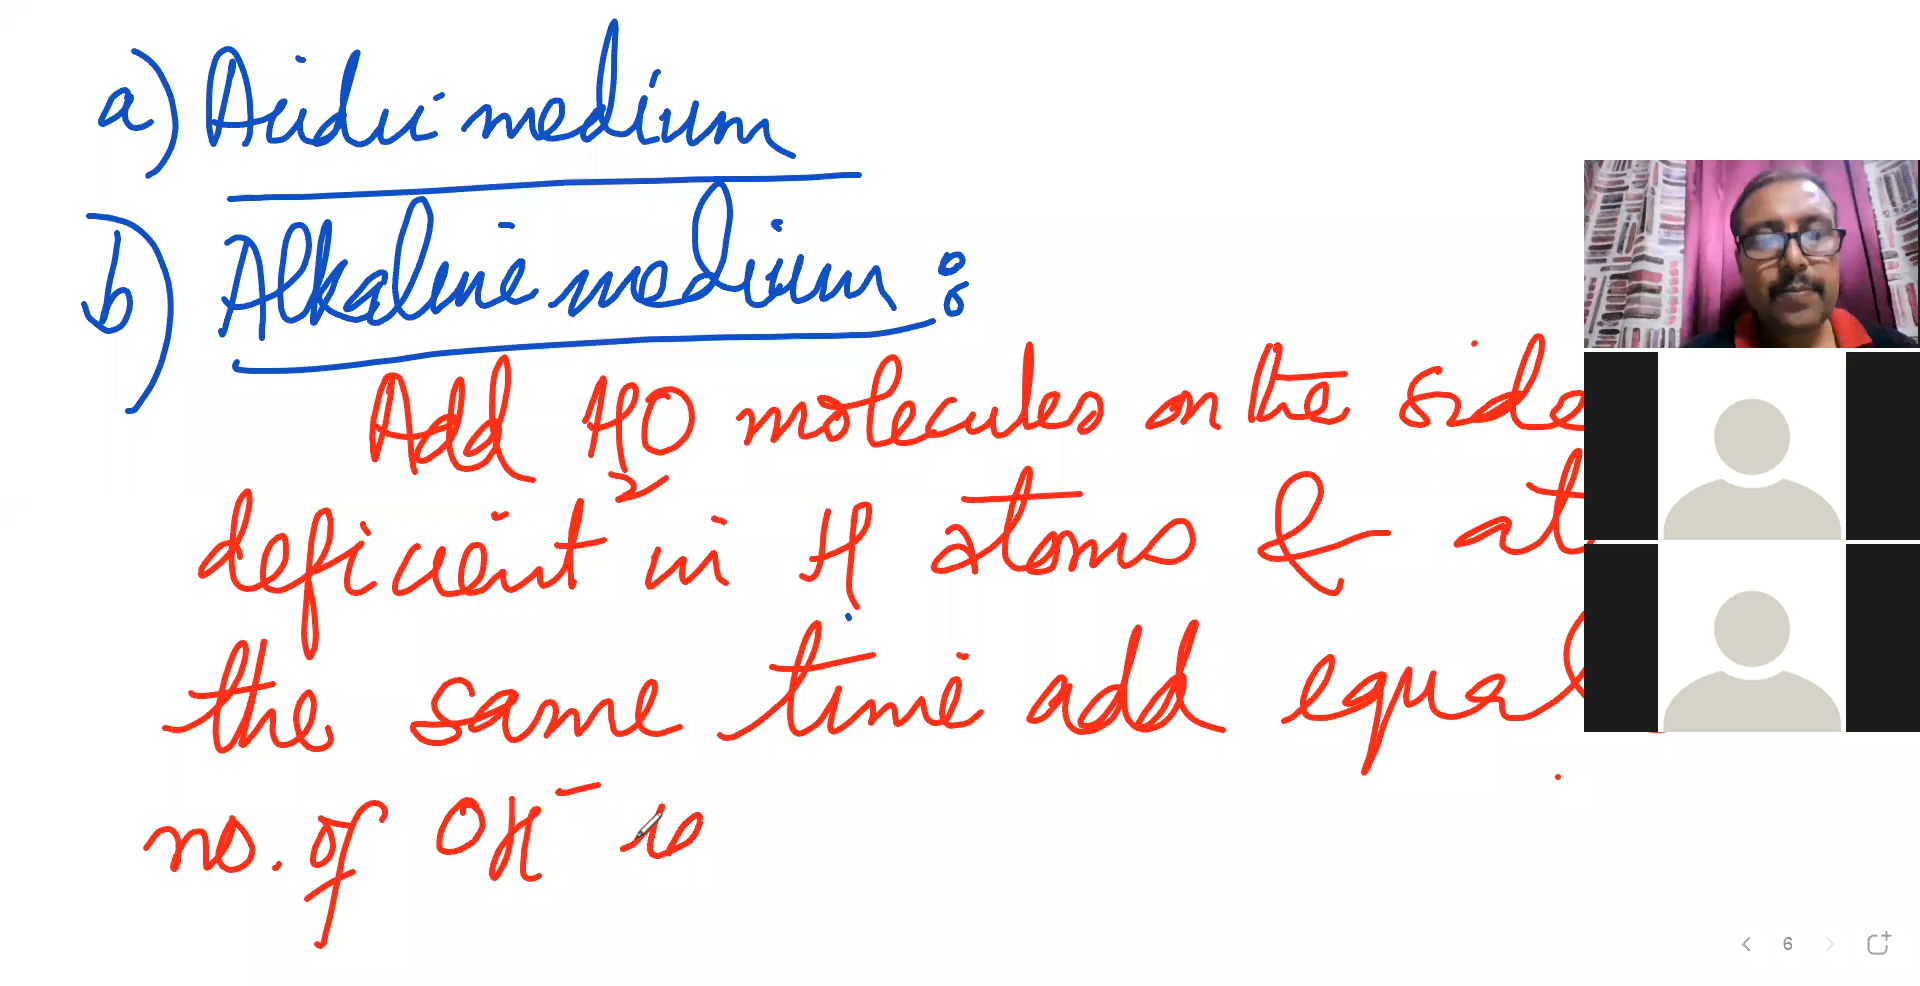 a) Acidic medium
b) Alkaline medium :
Add H₂O molecules on the side
deficient in H atoms & at
the same time add equal
no. of OH⁻ io
6